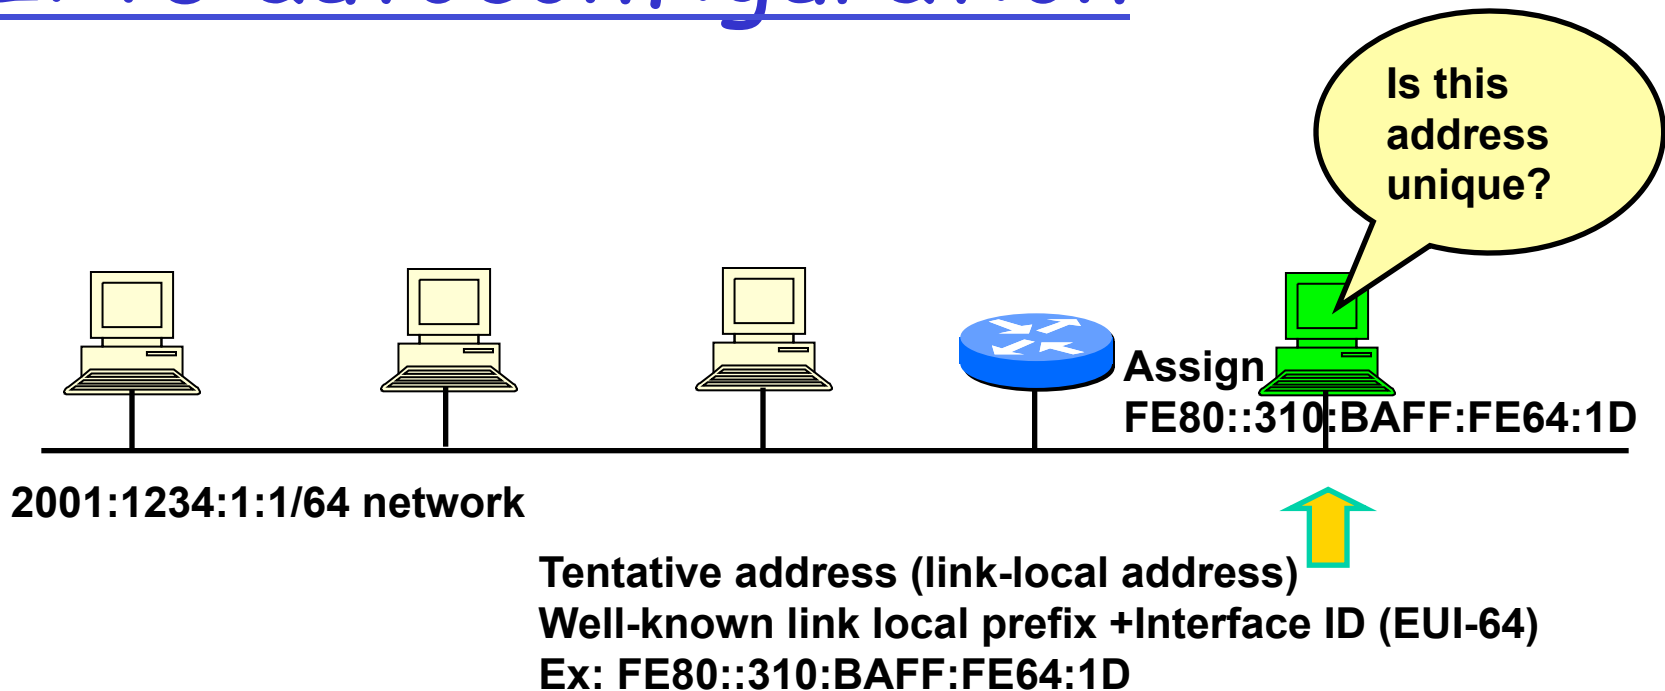 autoconfiguration
Is this
address
unique?
Assign
FE80::310:BAFF:FE64:1D
2001:1234:1:1/64 network
Tentative address (link-local address)
Well-known link local prefix +Interface ID (EUI-64)
Ex: FE80::310:BAFF:FE64:1D